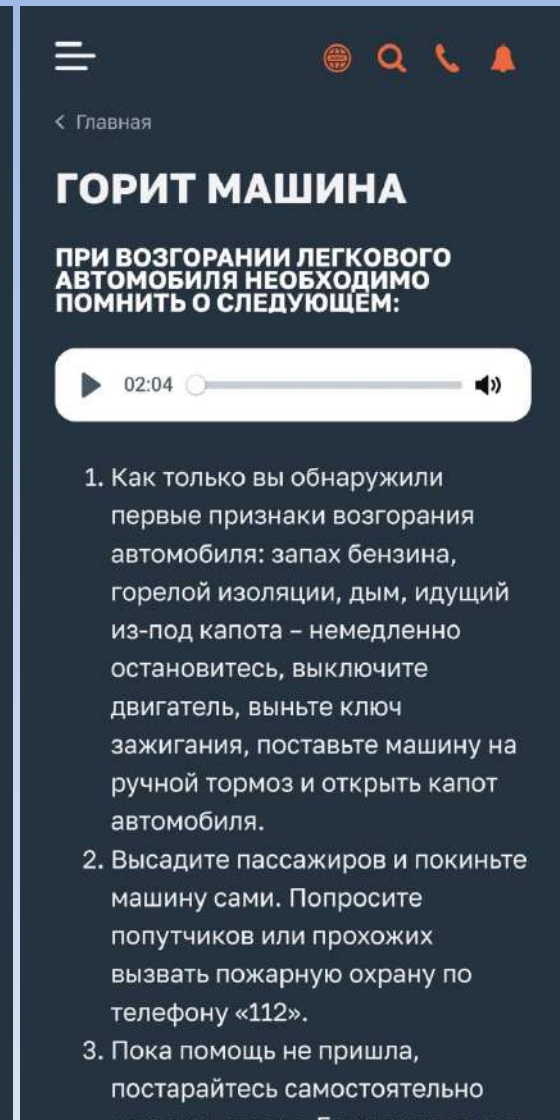 < Главная
ГОРИТ МАШИНА
ПРИ ВОЗГОРАНИИ ЛЕГКОВОГО
АВТОМОБИЛЯ НЕОБХОДИМО
ПОМНИТЬ О СЛЕДУЮЩЕМ:
02:04
1. Как только вы обнаружили
первые признаки возгорания
автомобиля: запах бензина,
горелой изоляции, дым, идущий
из-под капота – немедленно
остановитесь, выключите
двигатель, выньте ключ
зажигания, поставьте машину на
ручной тормоз и открыть капот
автомобиля.
2. Высадите пассажиров и покиньте
машину сами. Попросите
попутчиков или прохожих
вызвать пожарную охрану по
телефону «112».
3. Пока помощь не пришла,
постарайтесь самостоятельно